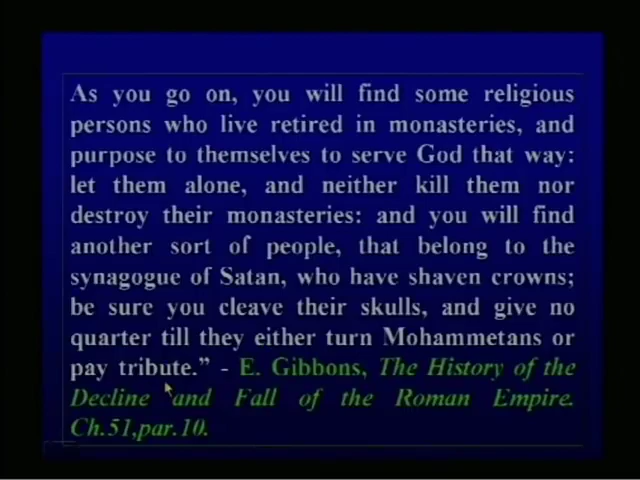 As you go on, you will find some religious
persons who live retired in monasteries, and
purpose to themselves to serve God that way:
let them alone, and neither kill them nor
destroy their monasteries: and you will find
another sort of people, that belong to the
synagogue of Satan, who have shaven crowns;
be sure you cleave their skulls, and give no
quarter till they either turn Mohammetans or
pay tribute.” - E. Gibbons, The History of the
Decline and Fall of the Roman Empire.
Ch.51,par.10.